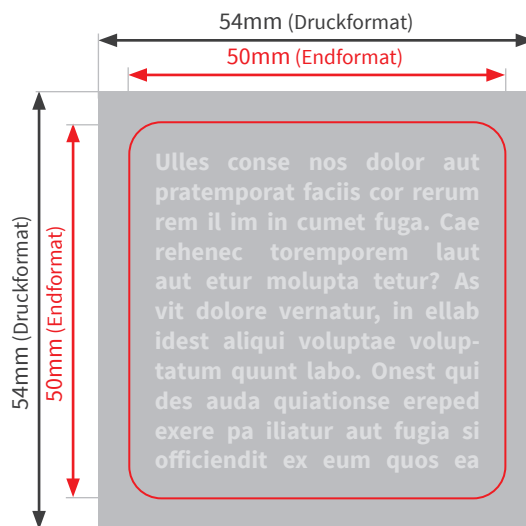 54mm (Druckformat)
50mm (Endformat)
54mm (Druckformat)
50mm (Endformat)
Ulles conse nos dolor aut
pratemporat faciis cor rerum
rem il im in cumet fuga. Cae
rehenec toremporem laut
aut etur molupta tetur? As
vit dolore vernatur, in ellab
idest aliqui voluptae volup-
tatum quunt labo. Onest qui
des auda quiationse ereped
exere pa iliatur aut fugia si
officiendit ex eum quos ea